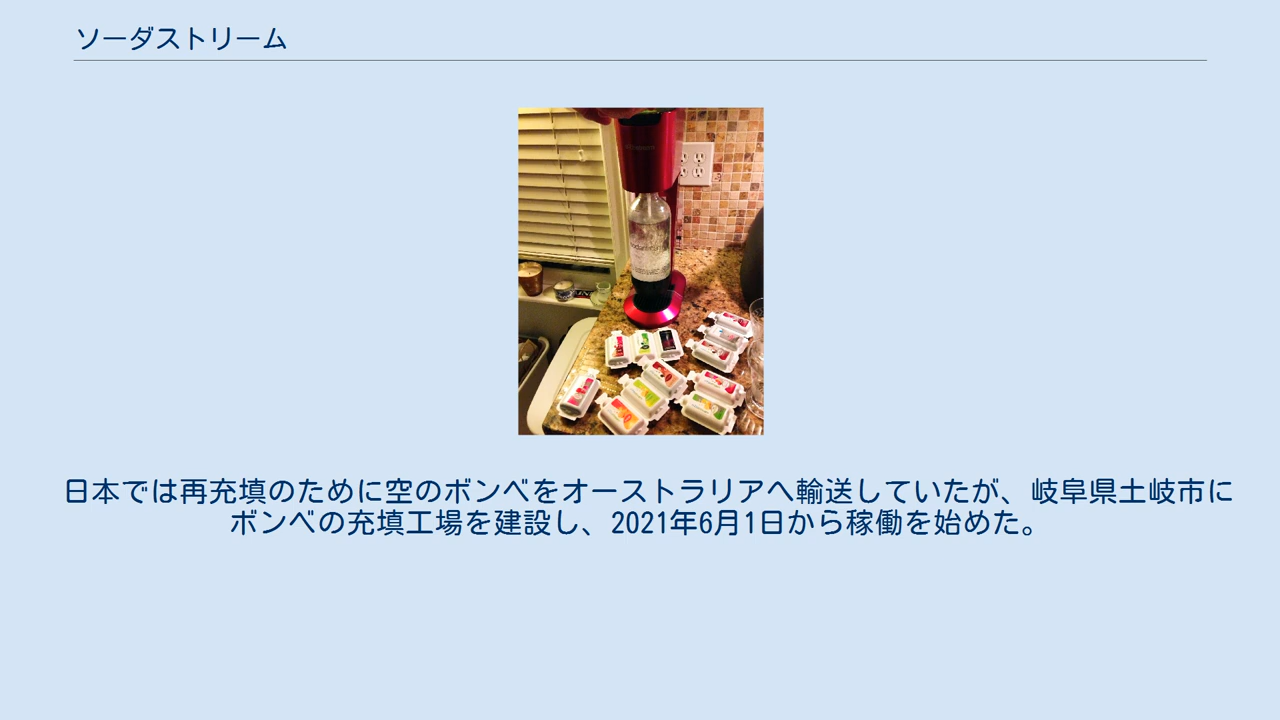 ソーダストリーム
日本では再充填のために空のボンベをオーストラリアへ輸送していたが、岐阜県土岐市に
ボンベの充填工場を建設し、2021年6月1日から稼働を始めた。